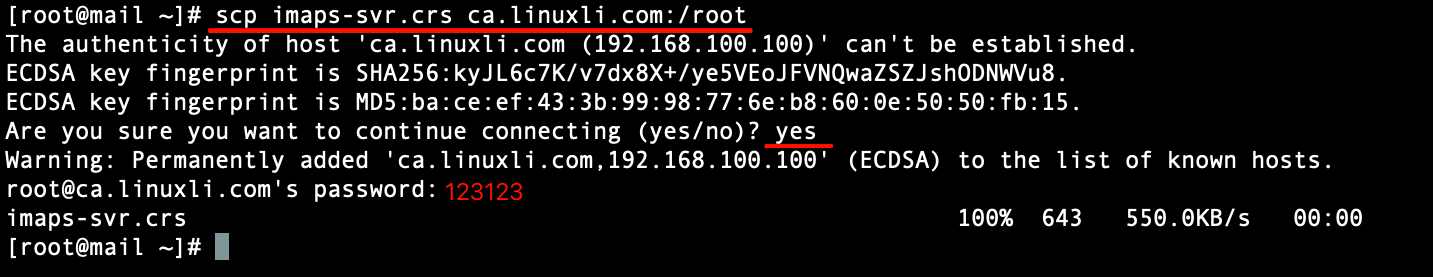 [root@mail ~]# scp imaps-svr.crs ca.linuxli.com:/root
The authenticity of host 'ca.linuxli.com (192.168.100.100)' can't be established.
ECDSA key fingerprint is SHA256:kyJL6c7K/v7dx8X+/ye5VEoJFVNQwaZSZJshODNWVu8.
ECDSA key fingerprint is MD5:ba:ce:ef:43:3b:99:98:77:6e:b8:60:0e:50:50:fb:15.
Are you sure you want to continue connecting (yes/no)? yes
Warning: Permanently added 'ca.linuxli.com,192.168.100.100' (ECDSA) to the list of known hosts.
root@ca.linuxli.com's password: 123123
imaps-svr.crs 100% 643 550.0KB/s 00:00
[root@mail ~]#